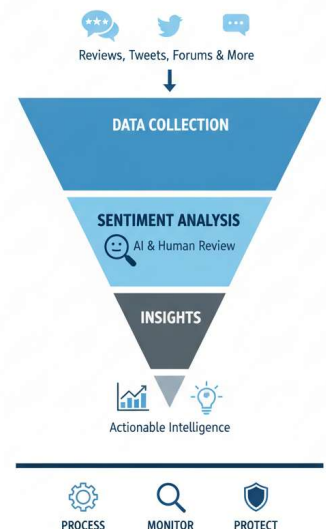 Reviews, Tweets, Forums & More
DATA COLLECTION
SENTIMENT ANALYSIS
AI & Human Review
INSIGHTS
Actionable Intelligence
PROCESS
MONITOR
PROTECT